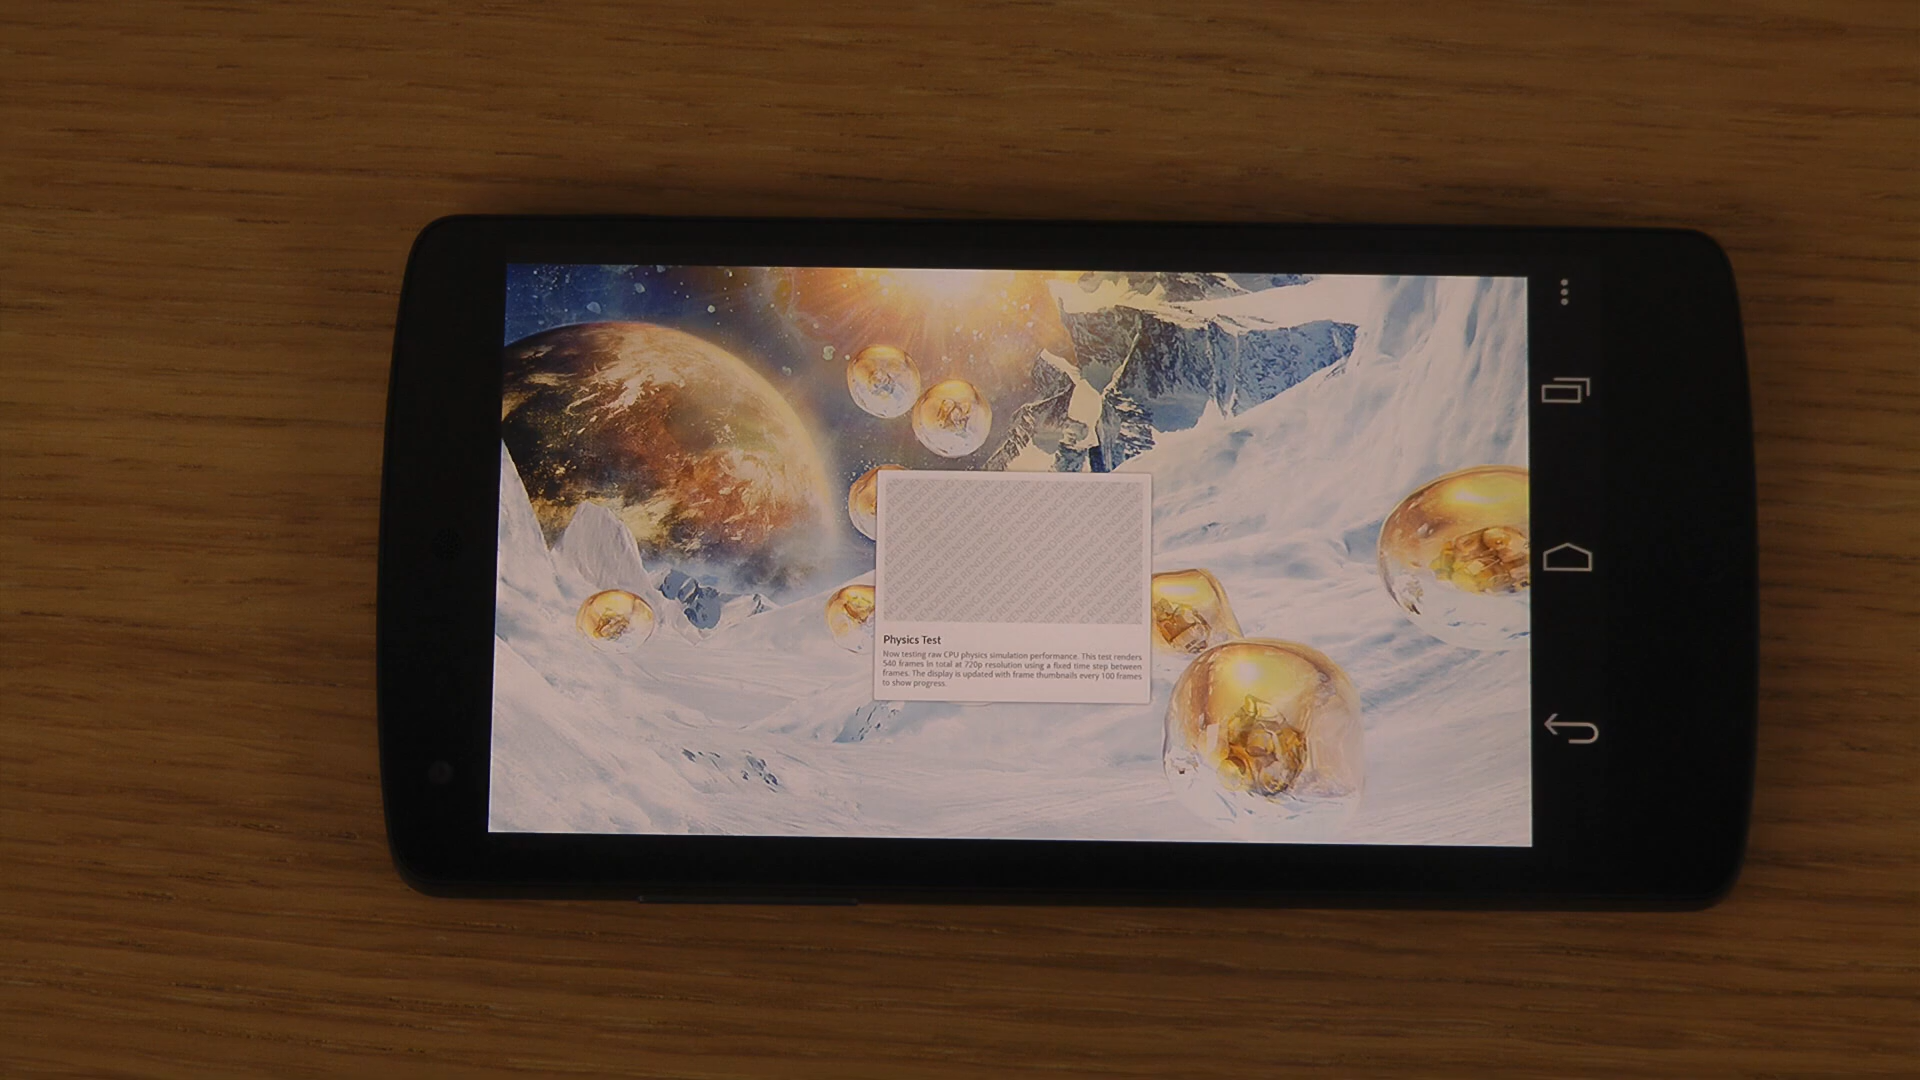 Physics Test
Now testing raw CPU physics simulation performance. This test renders
540 frames in total at 720p resolution using a fixed time step between
frames. The display is updated with frame thumbnails every 100 frames
to show progress.